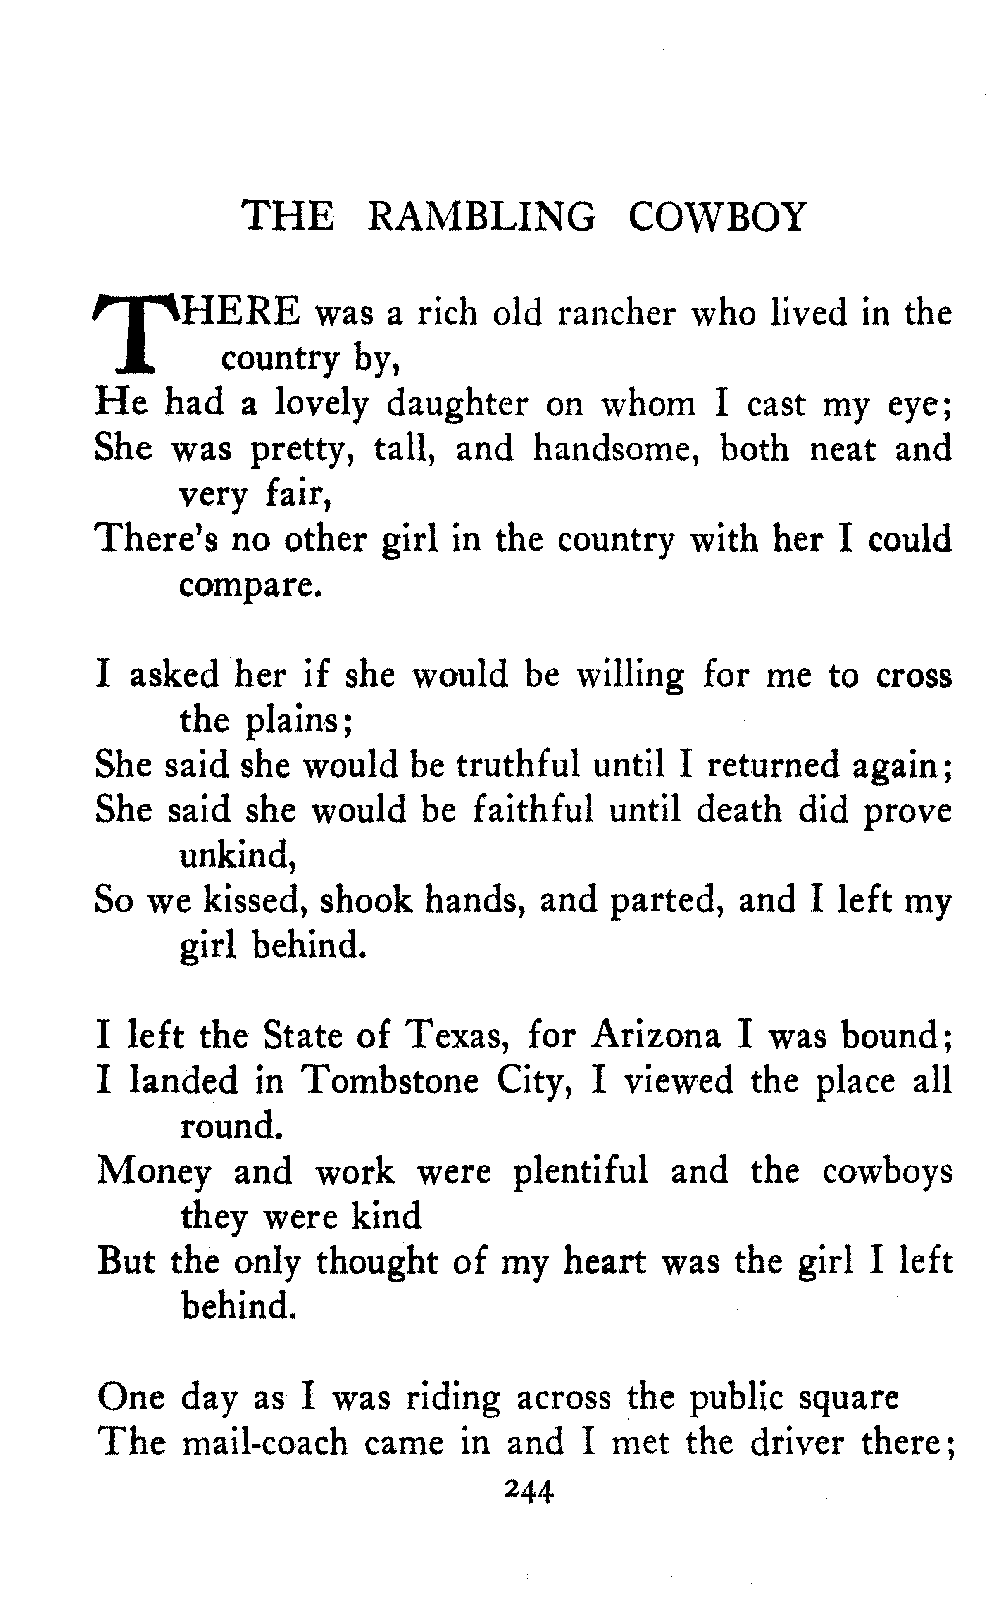 THE RAMBLING COWBOY
THERE was a rich old rancher who lived in the
country by,
He had a lovely daughter on whom I cast my eye;
She was pretty, tall, and handsome, both neat and
very fair,
There's no other girl in the country with her I could
compare.
I asked her if she would be willing for me to cross
the plains;
She said she would be truthful until I returned again;
She said she would be faithful until death did prove
unkind,
So we kissed, shook hands, and parted, and I left my
girl behind.
I left the State of Texas, for Arizona I was bound;
I landed in Tombstone City, I viewed the place all
round.
Money and work were plentiful and the cowboys
they were kind
But the only thought of my heart was the girl I left
behind.
One day as I was riding across the public square
The mail-coach came in and I met the driver there;
244